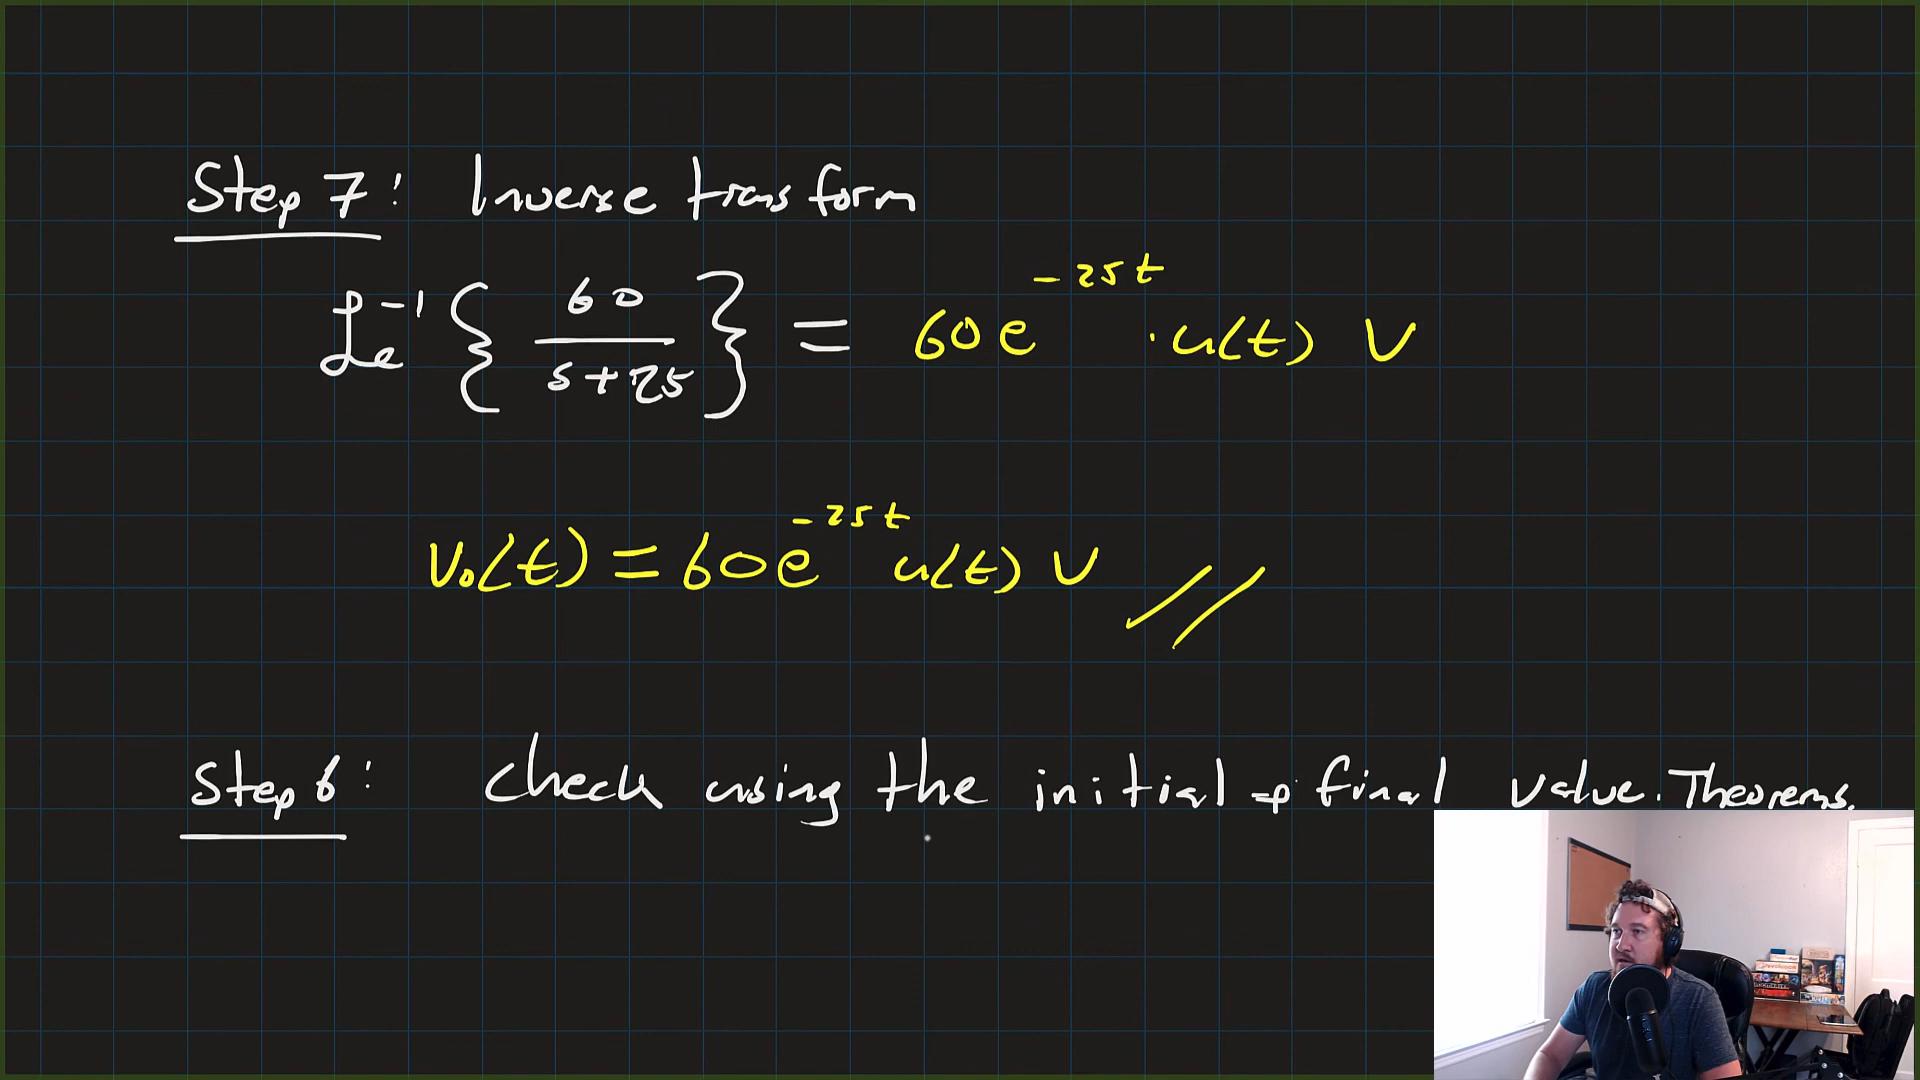 Step 7: Inverse transform
ℒ⁻¹ { 60 / s+25 } = 60e^-25t · u(t) V
v₀(t) = 60e^-25t u(t) V //
Step 6: Check using the initial & final value. Theorems.